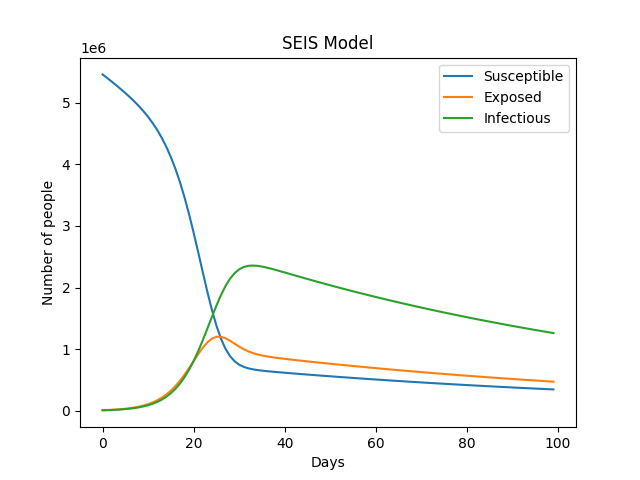 SEIS Model
1e6
Susceptible
Exposed
Infectious
5
4
3
2
1
0
Number of people
0 20 40 60 80 100
Days